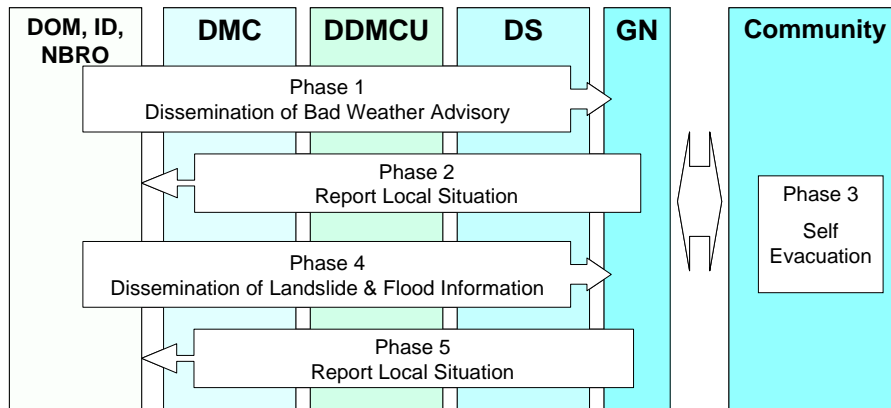 DOM, ID,
NBRO
DMC
DDMCU
DS
GN
Community
Phase 1
Dissemination of Bad Weather Advisory
Phase 2
Report Local Situation
Phase 3
Self
Evacuation
Phase 4
Dissemination of Landslide & Flood Information
Phase 5
Report Local Situation